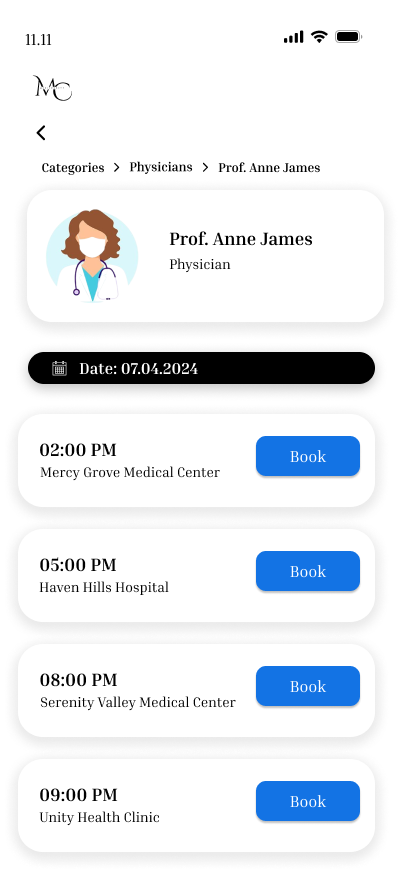 11.11
MC
Categories > Physicians > Prof. Anne James
Prof. Anne James
Physician
Date: 07.04.2024
02:00 PM
Mercy Grove Medical Center
Book
05:00 PM
Haven Hills Hospital
Book
08:00 PM
Serenity Valley Medical Center
Book
09:00 PM
Unity Health Clinic
Book